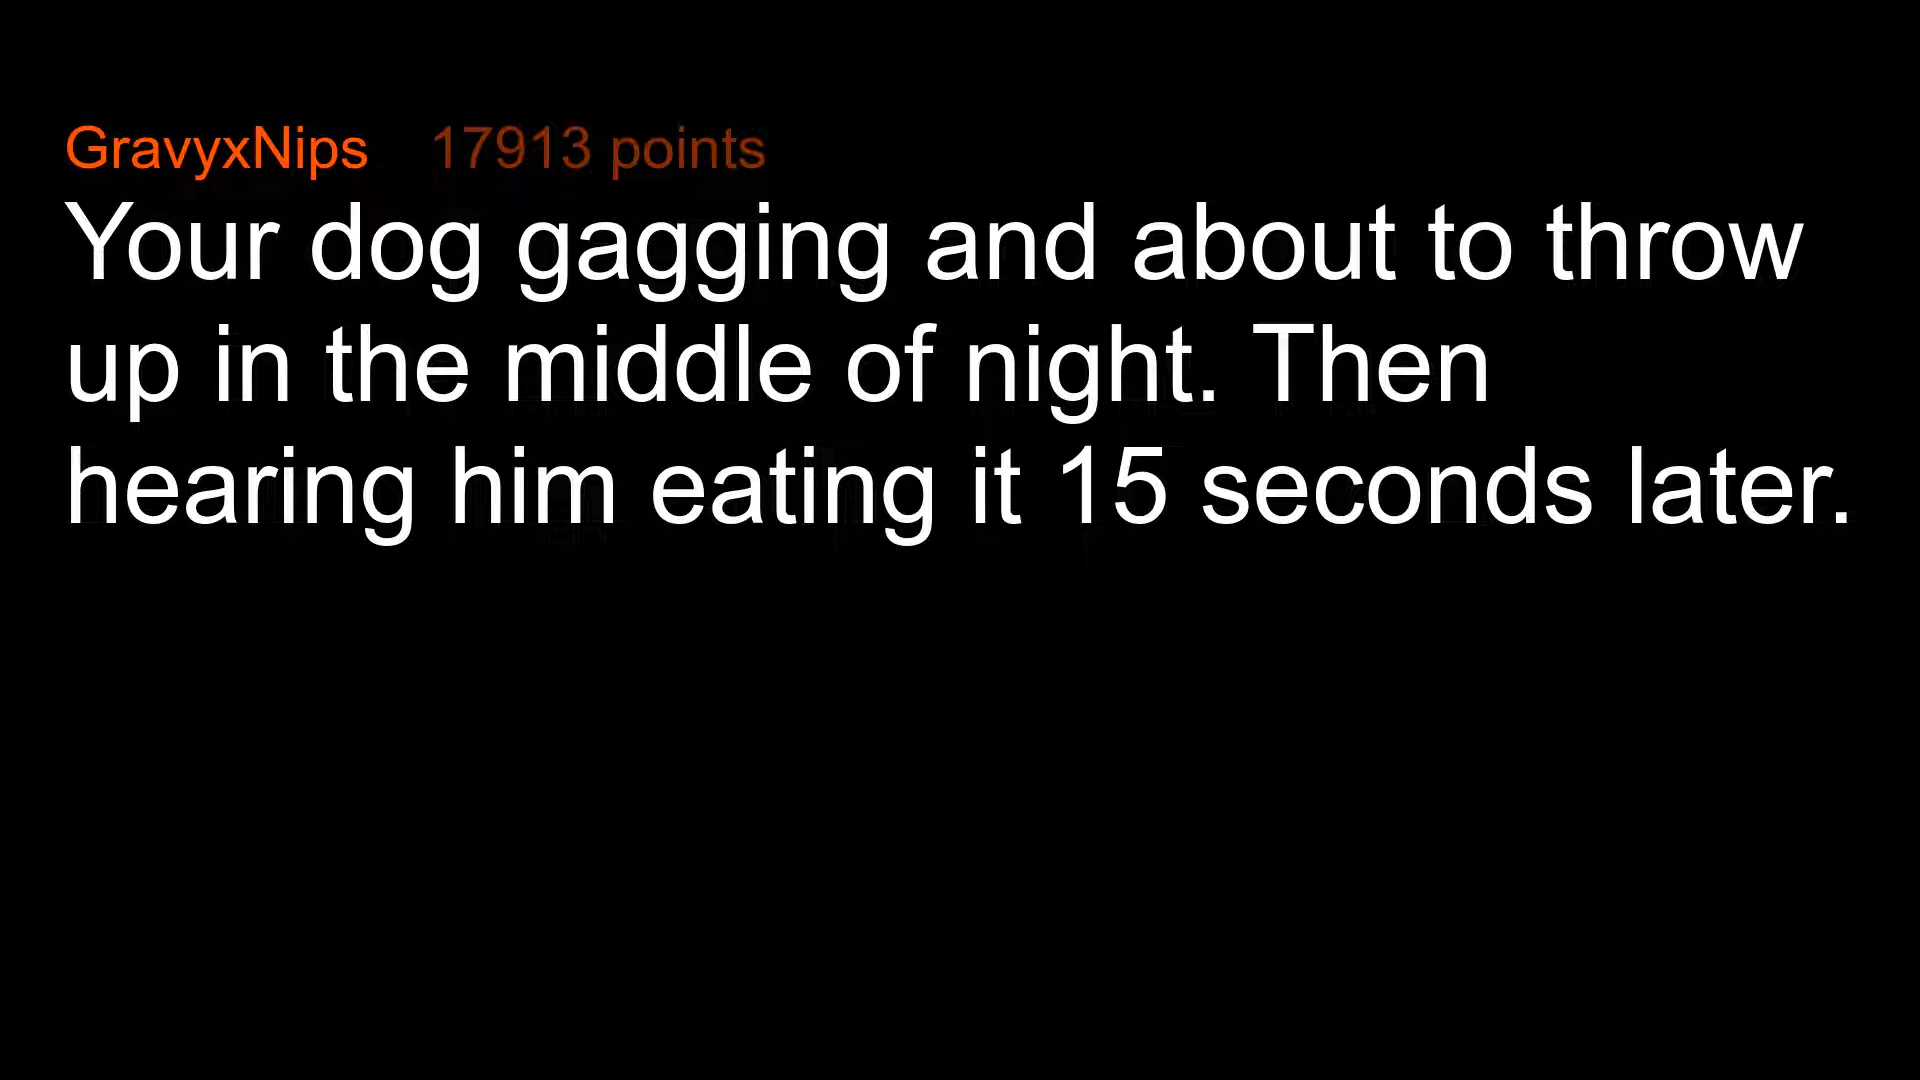 GravyxNips 17913 points
Your dog gagging and about to throw
up in the middle of night. Then
hearing him eating it 15 seconds later.